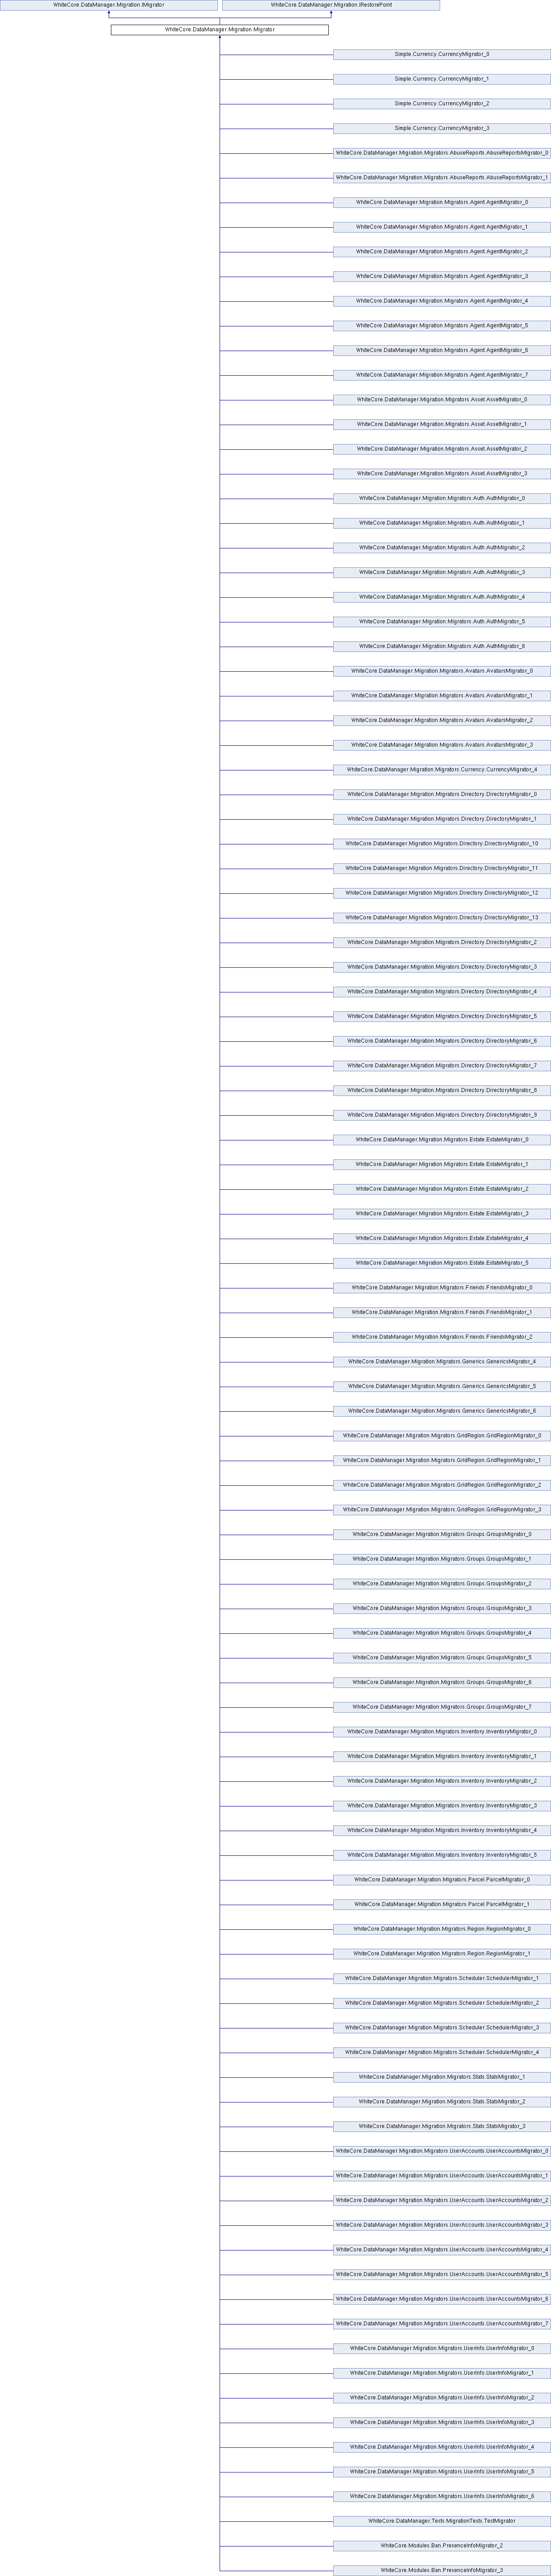 WhiteCore.DataManager.Migration.IMigrator
WhiteCore.DataManager.Migration.IRestorePoint
WhiteCore.DataManager.Migration.Migrator
Simple.Currency.CurrencyMigrator_0
Simple.Currency.CurrencyMigrator_1
Simple.Currency.CurrencyMigrator_2
Simple.Currency.CurrencyMigrator_3
WhiteCore.DataManager.Migration.Migrators.AbuseReports.AbuseReportsMigrator_0
WhiteCore.DataManager.Migration.Migrators.AbuseReports.AbuseReportsMigrator_1
WhiteCore.DataManager.Migration.Migrators.Agent.AgentMigrator_0
WhiteCore.DataManager.Migration.Migrators.Agent.AgentMigrator_1
WhiteCore.DataManager.Migration.Migrators.Agent.AgentMigrator_2
WhiteCore.DataManager.Migration.Migrators.Agent.AgentMigrator_3
WhiteCore.DataManager.Migration.Migrators.Agent.AgentMigrator_4
WhiteCore.DataManager.Migration.Migrators.Agent.AgentMigrator_5
WhiteCore.DataManager.Migration.Migrators.Agent.AgentMigrator_6
WhiteCore.DataManager.Migration.Migrators.Agent.AgentMigrator_7
WhiteCore.DataManager.Migration.Migrators.Asset.AssetMigrator_0
WhiteCore.DataManager.Migration.Migrators.Asset.AssetMigrator_1
WhiteCore.DataManager.Migration.Migrators.Asset.AssetMigrator_2
WhiteCore.DataManager.Migration.Migrators.Asset.AssetMigrator_3
WhiteCore.DataManager.Migration.Migrators.Auth.AuthMigrator_0
WhiteCore.DataManager.Migration.Migrators.Auth.AuthMigrator_1
WhiteCore.DataManager.Migration.Migrators.Auth.AuthMigrator_2
WhiteCore.DataManager.Migration.Migrators.Auth.AuthMigrator_3
WhiteCore.DataManager.Migration.Migrators.Auth.AuthMigrator_4
WhiteCore.DataManager.Migration.Migrators.Auth.AuthMigrator_5
WhiteCore.DataManager.Migration.Migrators.Auth.AuthMigrator_6
WhiteCore.DataManager.Migration.Migrators.Avatars.AvatarsMigrator_0
WhiteCore.DataManager.Migration.Migrators.Avatars.AvatarsMigrator_1
WhiteCore.DataManager.Migration.Migrators.Avatars.AvatarsMigrator_2
WhiteCore.DataManager.Migration.Migrators.Avatars.AvatarsMigrator_3
WhiteCore.DataManager.Migration.Migrators.Currency.CurrencyMigrator_4
WhiteCore.DataManager.Migration.Migrators.Directory.DirectoryMigrator_0
WhiteCore.DataManager.Migration.Migrators.Directory.DirectoryMigrator_1
WhiteCore.DataManager.Migration.Migrators.Directory.DirectoryMigrator_10
WhiteCore.DataManager.Migration.Migrators.Directory.DirectoryMigrator_11
WhiteCore.DataManager.Migration.Migrators.Directory.DirectoryMigrator_12
WhiteCore.DataManager.Migration.Migrators.Directory.DirectoryMigrator_13
WhiteCore.DataManager.Migration.Migrators.Directory.DirectoryMigrator_2
WhiteCore.DataManager.Migration.Migrators.Directory.DirectoryMigrator_3
WhiteCore.DataManager.Migration.Migrators.Directory.DirectoryMigrator_4
WhiteCore.DataManager.Migration.Migrators.Directory.DirectoryMigrator_5
WhiteCore.DataManager.Migration.Migrators.Directory.DirectoryMigrator_6
WhiteCore.DataManager.Migration.Migrators.Directory.DirectoryMigrator_7
WhiteCore.DataManager.Migration.Migrators.Directory.DirectoryMigrator_8
WhiteCore.DataManager.Migration.Migrators.Directory.DirectoryMigrator_9
WhiteCore.DataManager.Migration.Migrators.Estate.EstateMigrator_0
WhiteCore.DataManager.Migration.Migrators.Estate.EstateMigrator_1
WhiteCore.DataManager.Migration.Migrators.Estate.EstateMigrator_2
WhiteCore.DataManager.Migration.Migrators.Estate.EstateMigrator_3
WhiteCore.DataManager.Migration.Migrators.Estate.EstateMigrator_4
WhiteCore.DataManager.Migration.Migrators.Estate.EstateMigrator_5
WhiteCore.DataManager.Migration.Migrators.Friends.FriendsMigrator_0
WhiteCore.DataManager.Migration.Migrators.Friends.FriendsMigrator_1
WhiteCore.DataManager.Migration.Migrators.Friends.FriendsMigrator_2
WhiteCore.DataManager.Migration.Migrators.Generics.GenericsMigrator_4
WhiteCore.DataManager.Migration.Migrators.Generics.GenericsMigrator_5
WhiteCore.DataManager.Migration.Migrators.Generics.GenericsMigrator_6
WhiteCore.DataManager.Migration.Migrators.GridRegion.GridRegionMigrator_0
WhiteCore.DataManager.Migration.Migrators.GridRegion.GridRegionMigrator_1
WhiteCore.DataManager.Migration.Migrators.GridRegion.GridRegionMigrator_2
WhiteCore.DataManager.Migration.Migrators.GridRegion.GridRegionMigrator_3
WhiteCore.DataManager.Migration.Migrators.Groups.GroupsMigrator_0
WhiteCore.DataManager.Migration.Migrators.Groups.GroupsMigrator_1
WhiteCore.DataManager.Migration.Migrators.Groups.GroupsMigrator_2
WhiteCore.DataManager.Migration.Migrators.Groups.GroupsMigrator_3
WhiteCore.DataManager.Migration.Migrators.Groups.GroupsMigrator_4
WhiteCore.DataManager.Migration.Migrators.Groups.GroupsMigrator_5
WhiteCore.DataManager.Migration.Migrators.Groups.GroupsMigrator_6
WhiteCore.DataManager.Migration.Migrators.Groups.GroupsMigrator_7
WhiteCore.DataManager.Migration.Migrators.Inventory.InventoryMigrator_0
WhiteCore.DataManager.Migration.Migrators.Inventory.InventoryMigrator_1
WhiteCore.DataManager.Migration.Migrators.Inventory.InventoryMigrator_2
WhiteCore.DataManager.Migration.Migrators.Inventory.InventoryMigrator_3
WhiteCore.DataManager.Migration.Migrators.Inventory.InventoryMigrator_4
WhiteCore.DataManager.Migration.Migrators.Inventory.InventoryMigrator_5
WhiteCore.DataManager.Migration.Migrators.Parcel.ParcelMigrator_0
WhiteCore.DataManager.Migration.Migrators.Parcel.ParcelMigrator_1
WhiteCore.DataManager.Migration.Migrators.Region.RegionMigrator_0
WhiteCore.DataManager.Migration.Migrators.Region.RegionMigrator_1
WhiteCore.DataManager.Migration.Migrators.Scheduler.SchedulerMigrator_1
WhiteCore.DataManager.Migration.Migrators.Scheduler.SchedulerMigrator_2
WhiteCore.DataManager.Migration.Migrators.Scheduler.SchedulerMigrator_3
WhiteCore.DataManager.Migration.Migrators.Scheduler.SchedulerMigrator_4
WhiteCore.DataManager.Migration.Migrators.Stats.StatsMigrator_1
WhiteCore.DataManager.Migration.Migrators.Stats.StatsMigrator_2
WhiteCore.DataManager.Migration.Migrators.Stats.StatsMigrator_3
WhiteCore.DataManager.Migration.Migrators.UserAccounts.UserAccountsMigrator_0
WhiteCore.DataManager.Migration.Migrators.UserAccounts.UserAccountsMigrator_1
WhiteCore.DataManager.Migration.Migrators.UserAccounts.UserAccountsMigrator_2
WhiteCore.DataManager.Migration.Migrators.UserAccounts.UserAccountsMigrator_3
WhiteCore.DataManager.Migration.Migrators.UserAccounts.UserAccountsMigrator_4
WhiteCore.DataManager.Migration.Migrators.UserAccounts.UserAccountsMigrator_5
WhiteCore.DataManager.Migration.Migrators.UserAccounts.UserAccountsMigrator_6
WhiteCore.DataManager.Migration.Migrators.UserAccounts.UserAccountsMigrator_7
WhiteCore.DataManager.Migration.Migrators.UserInfo.UserInfoMigrator_0
WhiteCore.DataManager.Migration.Migrators.UserInfo.UserInfoMigrator_1
WhiteCore.DataManager.Migration.Migrators.UserInfo.UserInfoMigrator_2
WhiteCore.DataManager.Migration.Migrators.UserInfo.UserInfoMigrator_3
WhiteCore.DataManager.Migration.Migrators.UserInfo.UserInfoMigrator_4
WhiteCore.DataManager.Migration.Migrators.UserInfo.UserInfoMigrator_5
WhiteCore.DataManager.Migration.Migrators.UserInfo.UserInfoMigrator_6
WhiteCore.DataManager.Tests.MigrationTests.TestMigrator
WhiteCore.Modules.Ban.PresenceInfoMigrator_2
WhiteCore.Modules.Ban.PresenceInfoMigrator_3